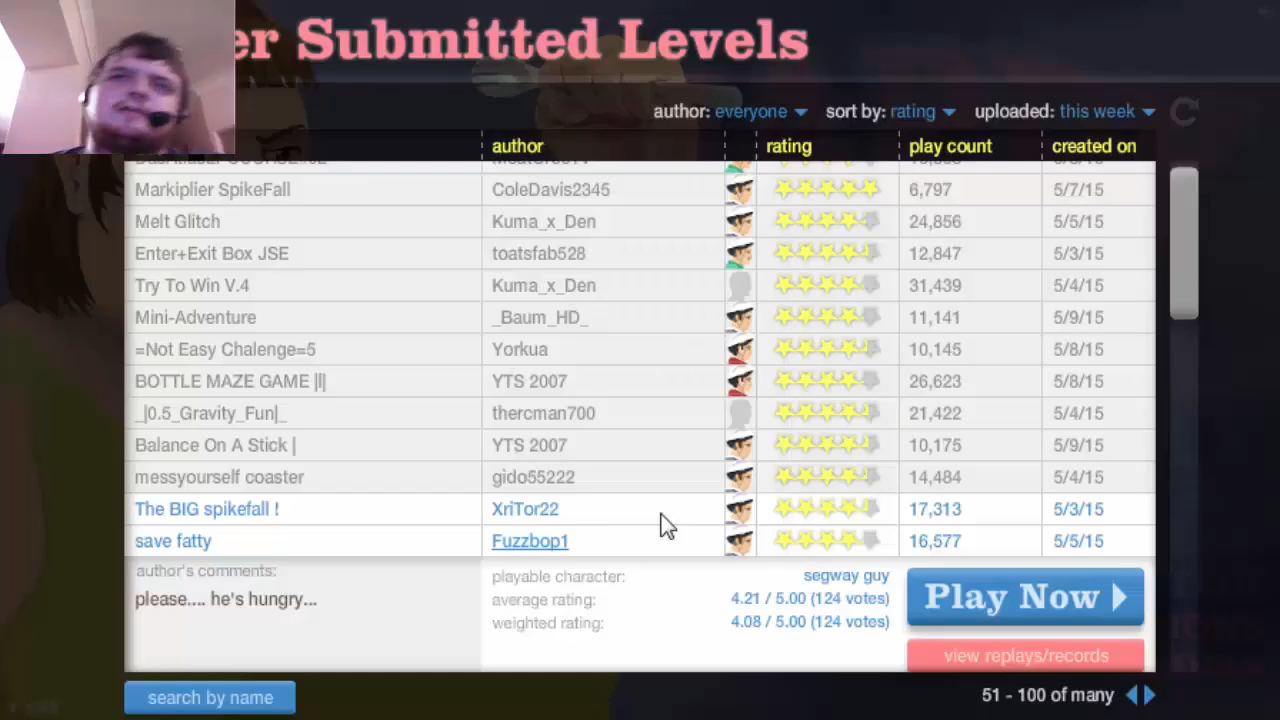 er Submitted Levels
author: everyone sort by: rating uploaded: this week
author rating play count created on
Markiplier SpikeFall ColeDavis2345 6,797 5/7/15
Melt Glitch Kuma_x_Den 24,856 5/5/15
Enter+Exit Box JSE toatsfab528 12,847 5/3/15
Try To Win V.4 Kuma_x_Den 31,439 5/4/15
Mini-Adventure _Baum_HD_ 11,141 5/9/15
=Not Easy Chalenge=5 Yorkua 10,145 5/8/15
BOTTLE MAZE GAME |l| YTS 2007 26,623 5/8/15
_|0.5_Gravity_Fun|_ thercman700 21,422 5/4/15
Balance On A Stick | YTS 2007 10,175 5/9/15
messyourself coaster gido55222 14,484 5/4/15
The BIG spikefall ! XriTor22 17,313 5/3/15
save fatty Fuzzbop1 16,577 5/5/15
author's comments: playable character: segway guy
please.... he's hungry... average rating: 4.21 / 5.00 (124 votes) Play Now
weighted rating: 4.08 / 5.00 (124 votes)
view replays/records
search by name 51 - 100 of many